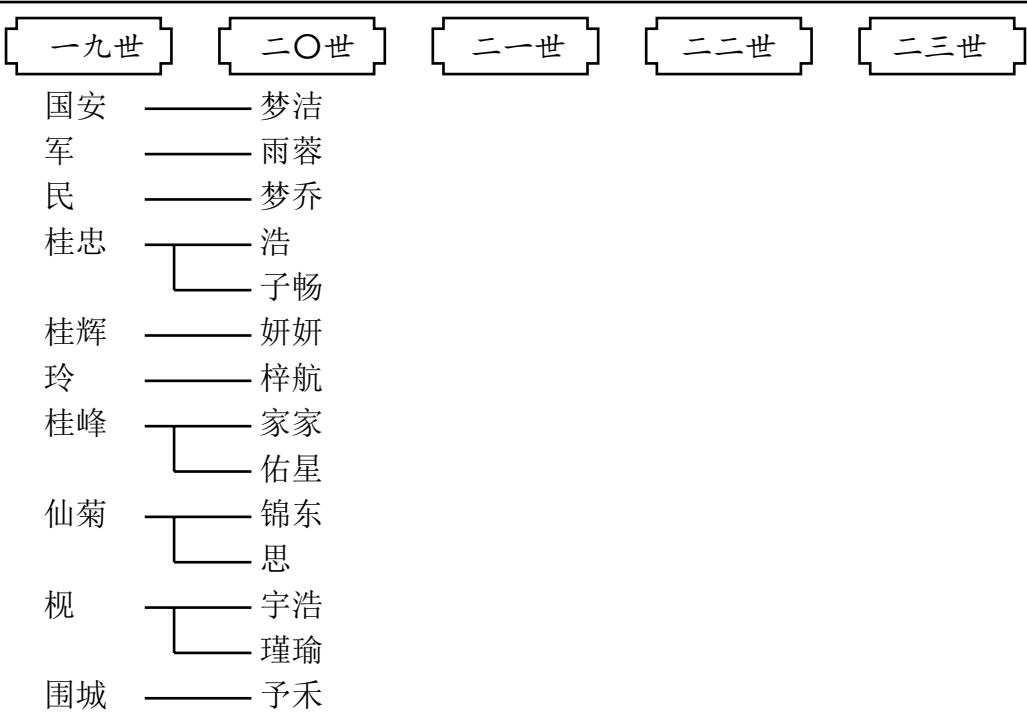 一九世 二〇世 二一世 二二世 二三世
国安 梦洁
军 雨蓉
民 梦乔
桂忠 浩
子畅
桂辉 妍妍
玲 梓航
桂峰 家家
佑星
仙菊 锦东
思
枧 宇浩
瑾瑜
围城 予禾